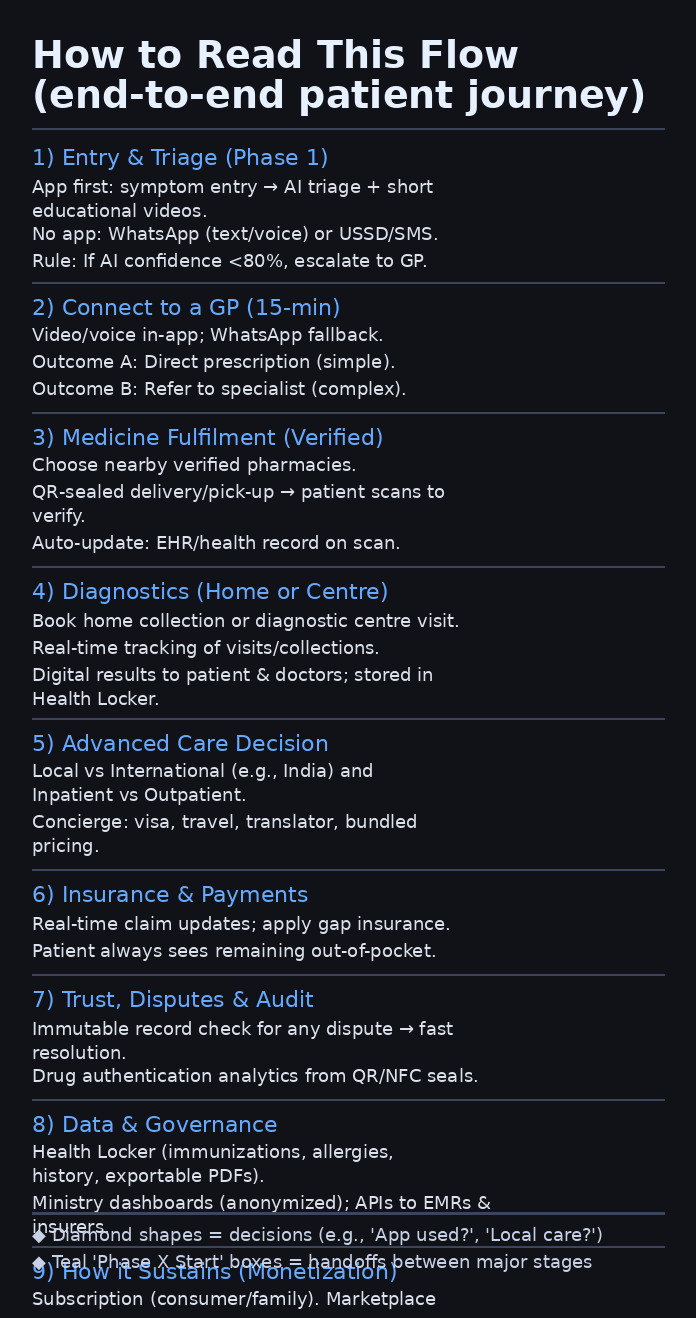 How to Read This Flow
(end-to-end patient journey)
1) Entry & Triage (Phase 1)
App first: symptom entry → AI triage + short
educational videos.
No app: WhatsApp (text/voice) or USSD/SMS.
Rule: If AI confidence <80%, escalate to GP.
2) Connect to a GP (15-min)
Video/voice in-app; WhatsApp fallback.
Outcome A: Direct prescription (simple).
Outcome B: Refer to specialist (complex).
3) Medicine Fulfilment (Verified)
Choose nearby verified pharmacies.
QR-sealed delivery/pick-up → patient scans to
verify.
Auto-update: EHR/health record on scan.
4) Diagnostics (Home or Centre)
Book home collection or diagnostic centre visit.
Real-time tracking of visits/collections.
Digital results to patient & doctors; stored in
Health Locker.
5) Advanced Care Decision
Local vs International (e.g., India) and
Inpatient vs Outpatient.
Concierge: visa, travel, translator, bundled
pricing.
6) Insurance & Payments
Real-time claim updates; apply gap insurance.
Patient always sees remaining out-of-pocket.
7) Trust, Disputes & Audit
Immutable record check for any dispute → fast
resolution.
Drug authentication analytics from QR/NFC seals.
8) Data & Governance
Health Locker (immunizations, allergies,
history, exportable PDFs).
Ministry dashboards (anonymized); APIs to EMRs &
insurers.
◆ Diamond shapes = decisions (e.g., 'App used?', 'Local care?')
◆ Teal 'Phase X Start' boxes = handoffs between major stages
9) How it Sustains (Monetization)
Subscription (consumer/family). Marketplace